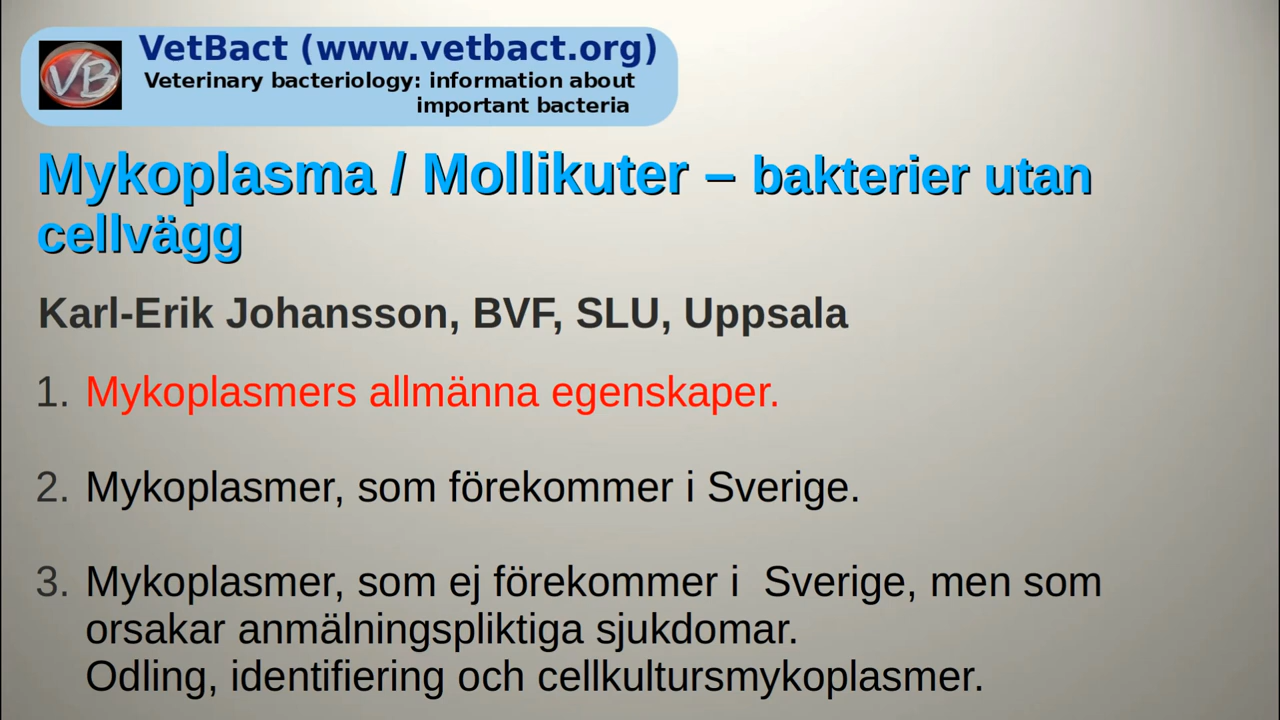 VB
VetBact (www.vetbact.org)
Veterinary bacteriology: information about
important bacteria
Mykoplasma / Mollikuter – bakterier utan
cellvägg
Karl-Erik Johansson, BVF, SLU, Uppsala
1. Mykoplasmers allmänna egenskaper.
2. Mykoplasmer, som förekommer i Sverige.
3. Mykoplasmer, som ej förekommer i  Sverige, men som
orsakar anmälningspliktiga sjukdomar.
Odling, identifiering och cellkultursmykoplasmer.